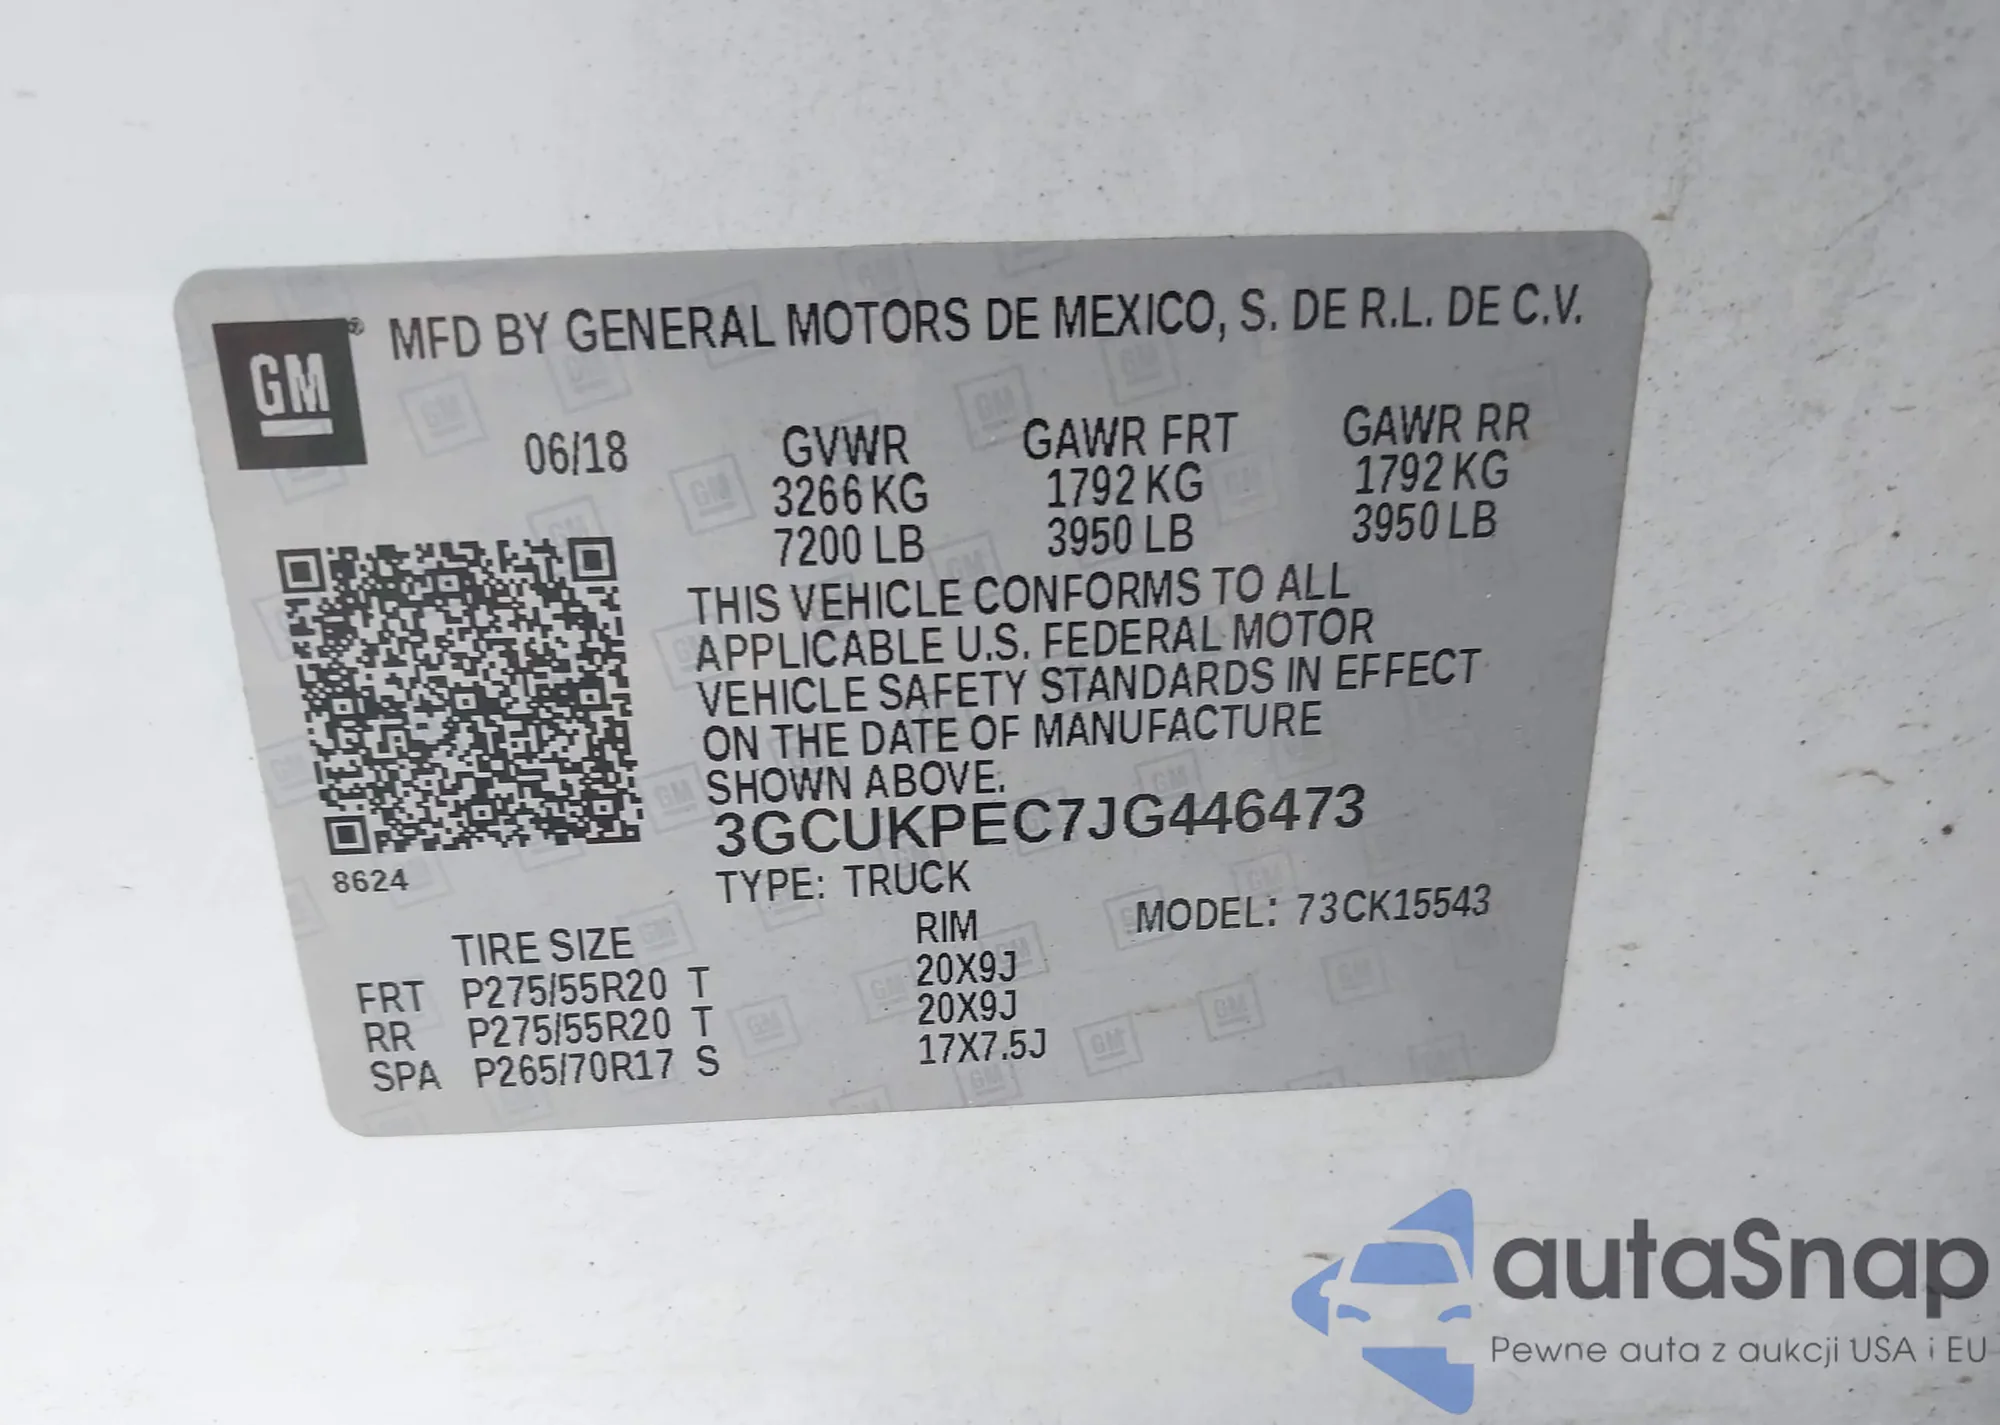 GM® MFD BY GENERAL MOTORS DE MEXICO, S. DE R.L. DE C.V.
06/18 GVWR GAWR FRT GAWR RR
3266 KG 1792 KG 1792 KG
7200 LB 3950 LB 3950 LB
THIS VEHICLE CONFORMS TO ALL
APPLICABLE U.S. FEDERAL MOTOR
VEHICLE SAFETY STANDARDS IN EFFECT
ON THE DATE OF MANUFACTURE
SHOWN ABOVE.
3GCUKPEC7JG446473
8624
TYPE: TRUCK MODEL: 73CK15543
TIRE SIZE RIM
FRT P275/55R20 T 20X9J
RR P275/55R20 T 20X9J
SPA P265/70R17 S 17X7.5J
autaSnap
Pewne auta z aukcji USA i EU